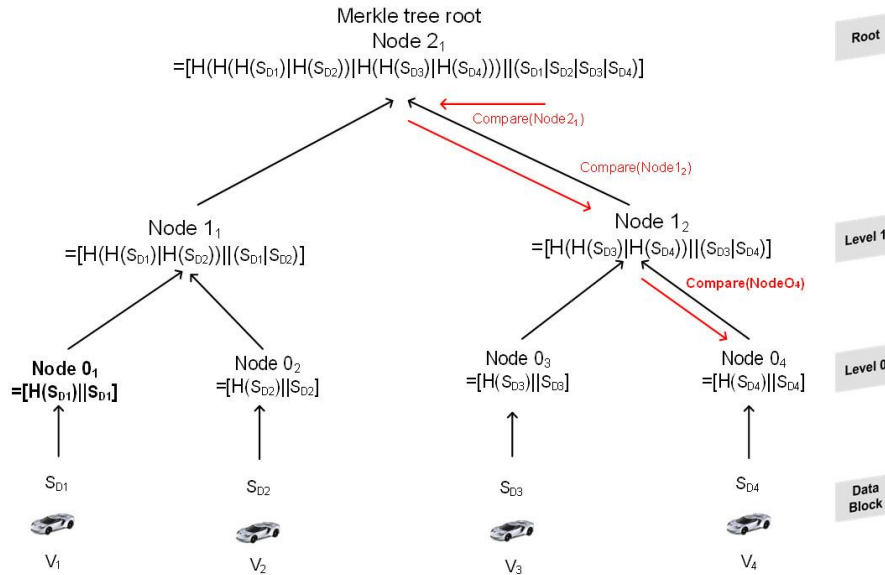 Merkle tree root
Node 2₁
=[H(H(H(S_D1)|H(S_D2))|H(H(S_D3)|H(S_D4)))||(S_D1|S_D2|S_D3|S_D4)]
Root
Compare(Node2₁)
Compare(Node1₂)
Node 1₁
=[H(H(S_D1)|H(S_D2))||(S_D1|S_D2)]
Node 1₂
=[H(H(S_D3)|H(S_D4))||(S_D3|S_D4)]
Level 1
Compare(NodeO₄)
Node 0₁
=[H(S_D1)||S_D1]
Node 0₂
=[H(S_D2)||S_D2]
Node 0₃
=[H(S_D3)||S_D3]
Node 0₄
=[H(S_D4)||S_D4]
Level 0
S_D1
S_D2
S_D3
S_D4
Data
Block
V₁
V₂
V₃
V₄